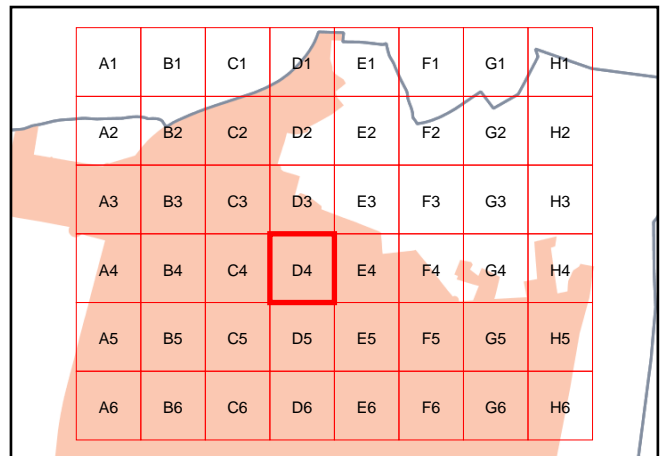 A1 B1 C1 D1 E1 F1 G1 H1
A2 B2 C2 D2 E2 F2 G2 H2
A3 B3 C3 D3 E3 F3 G3 H3
A4 B4 C4 D4 E4 F4 G4 H4
A5 B5 C5 D5 E5 F5 G5 H5
A6 B6 C6 D6 E6 F6 G6 H6